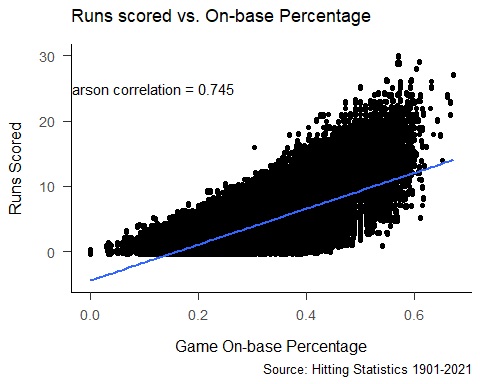 Runs scored vs. On-base Percentage
30
arson correlation = 0.745
20
Runs Scored
10
0
0.0 0.2 0.4 0.6
Game On-base Percentage
Source: Hitting Statistics 1901-2021